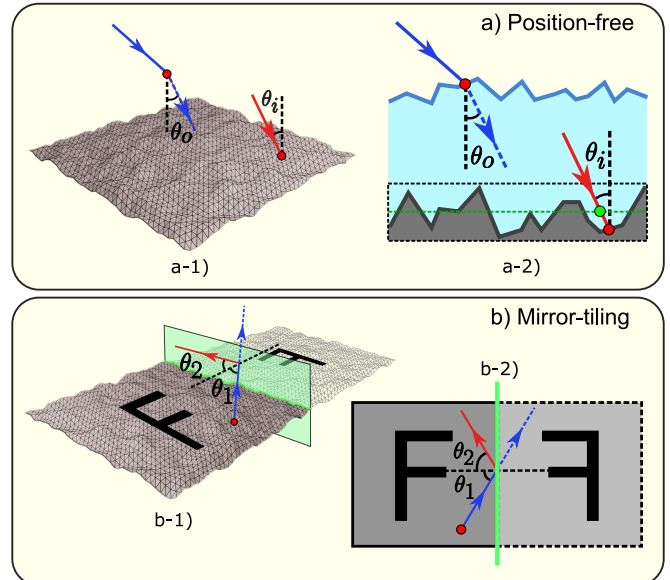 a) Position-free
θo
θi
θo
θi
a-1)
a-2)
b) Mirror-tiling
b-2)
θ2
θ1
F
F
b-1)
F
θ2
θ1
F